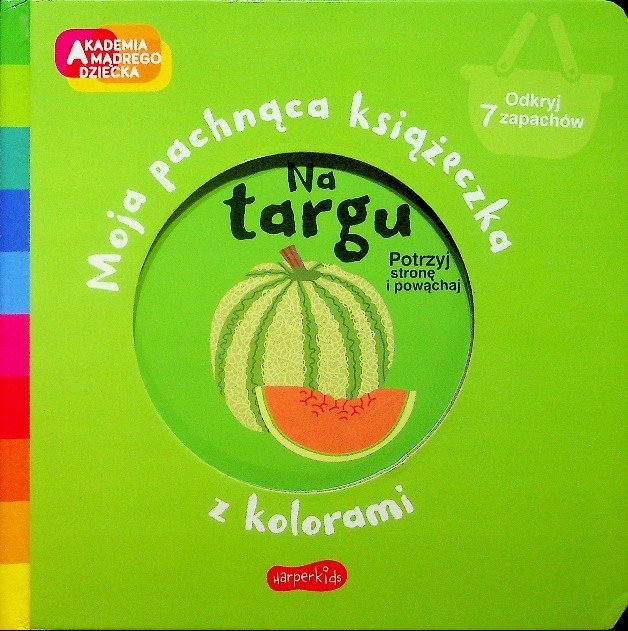 AKADEMIA
MĄDREGO
DZIECKA
Odkryj
7 zapachów
Moja pachnąca książeczka
Na
targu
Potrzyj
stronę
i powąchaj
z kolorami
HarperKids